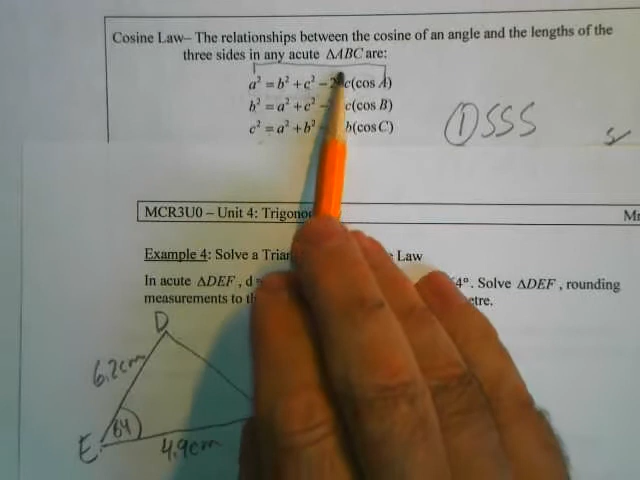 Cosine Law– The relationships between the cosine of an angle and the lengths of the
three sides in any acute ΔABC are:
a² = b² + c² – 2 c(cos A)
b² = a² + c² – c(cos B)
c² = a² + b² b(cos C)
① SSS
MCR3U0 – Unit 4: Trigono
Mr
Example 4: Solve a Trian Law
In acute ΔDEF, d 4°. Solve ΔDEF, rounding
measurements to th etre.
D
6.2cm
64
E
4.9cm